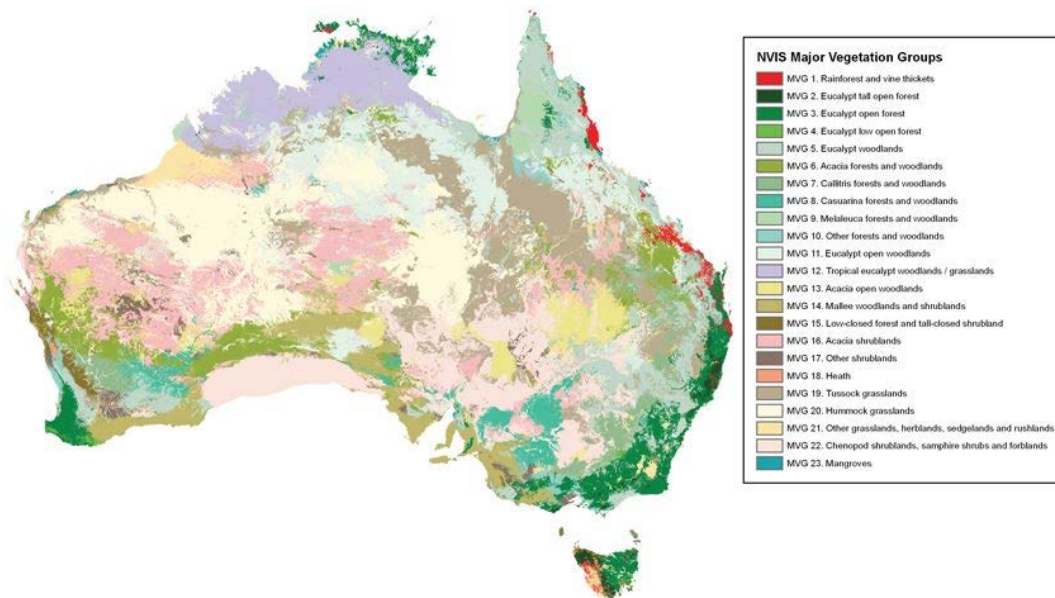 NVIS Major Vegetation Groups
MVG 1. Rainforest and vine thickets
MVG 2. Eucalypt tall open forest
MVG 3. Eucalypt open forest
MVG 4. Eucalypt low open forest
MVG 5. Eucalypt woodlands
MVG 6. Acacia forests and woodlands
MVG 7. Callitris forests and woodlands
MVG 8. Casuarina forests and woodlands
MVG 9. Melaleuca forests and woodlands
MVG 10. Other forests and woodlands
MVG 11. Eucalypt open woodlands
MVG 12. Tropical eucalypt woodlands / grasslands
MVG 13. Acacia open woodlands
MVG 14. Mallee woodlands and shrublands
MVG 15. Low-closed forest and tall-closed shrubland
MVG 16. Acacia shrublands
MVG 17. Other shrublands
MVG 18. Heath
MVG 19. Tussock grasslands
MVG 20. Hummock grasslands
MVG 21. Other grasslands, herblands, sedgelands and rushlands
MVG 22. Chenopod shrublands, samphire shrubs and forblands
MVG 23. Mangroves